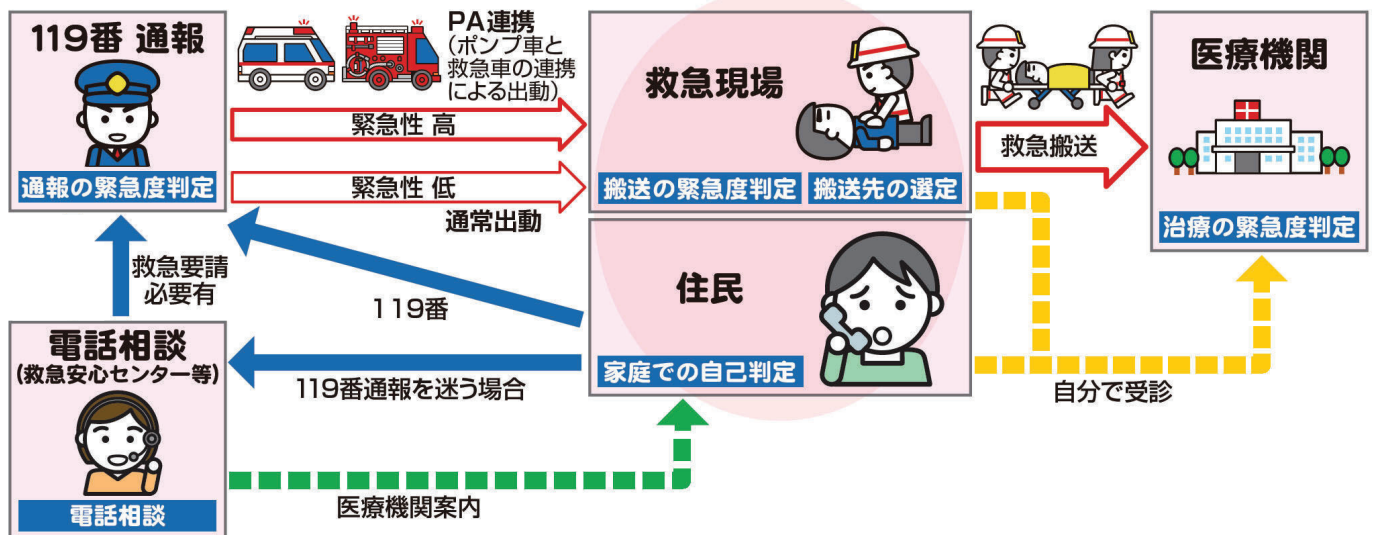 119番 通報
通報の緊急度判定
PA連携
(ポンプ車と
救急車の連携
による出動)
緊急性 高
緊急性 低
通常出動
救急現場
搬送の緊急度判定
搬送先の選定
救急搬送
医療機関
治療の緊急度判定
救急要請
必要有
119番
住民
家庭での自己判定
電話相談
(救急安心センター等)
119番通報を迷う場合
自分で受診
電話相談
医療機関案内